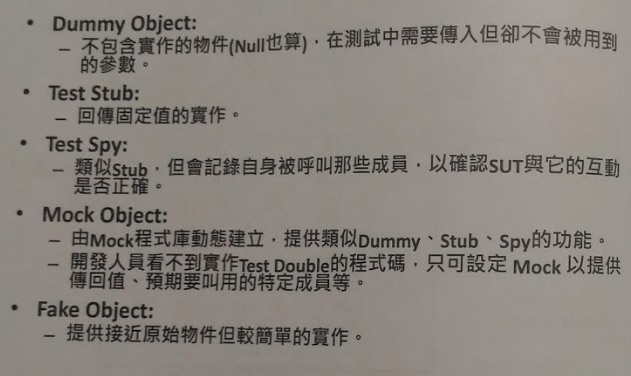 • Dummy Object:
– 不包含實作的物件(Null也算)，在測試中需要傳入但卻不會被用到
的參數。
• Test Stub:
– 回傳固定值的實作。
• Test Spy:
– 類似Stub，但會記錄自身被呼叫那些成員，以確認SUT與它的互動
是否正確。
• Mock Object:
– 由Mock程式庫動態建立，提供類似Dummy、Stub、Spy的功能。
– 開發人員看不到實作Test Double的程式碼，只可設定 Mock 以提供
傳回值、預期要叫用的特定成員等。
• Fake Object:
– 提供接近原始物件但較簡單的實作。